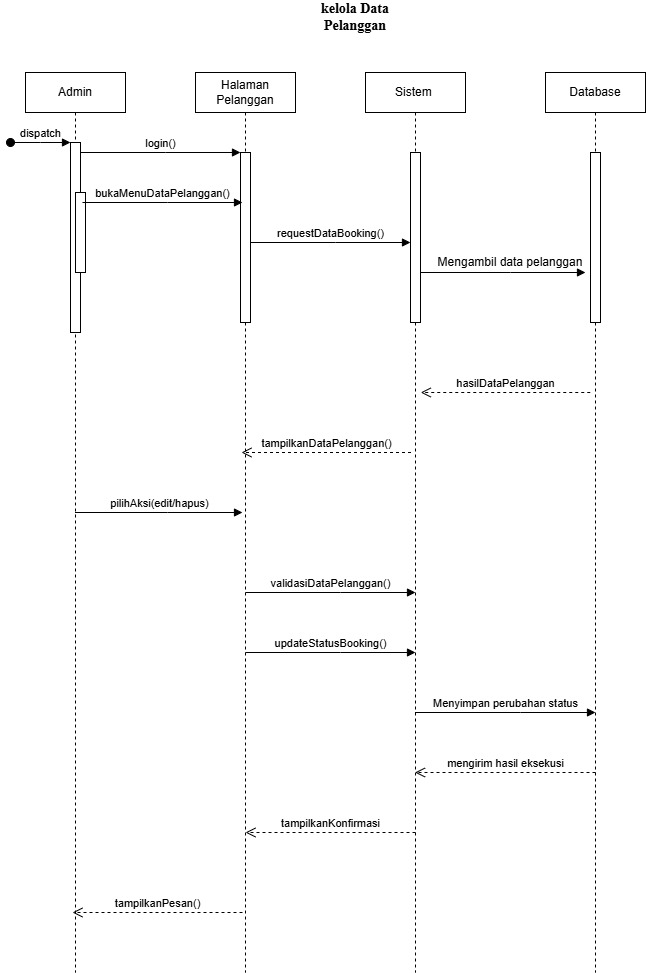 kelola Data
Pelanggan
Admin
Halaman
Pelanggan
Sistem
Database
dispatch
login()
bukaMenuDataPelanggan()
requestDataBooking()
Mengambil data pelanggan
hasilDataPelanggan
tampilkanDataPelanggan()
pilihAksi(edit/hapus)
validasiDataPelanggan()
updateStatusBooking()
Menyimpan perubahan status
mengirim hasil eksekusi
tampilkanKonfirmasi
tampilkanPesan()